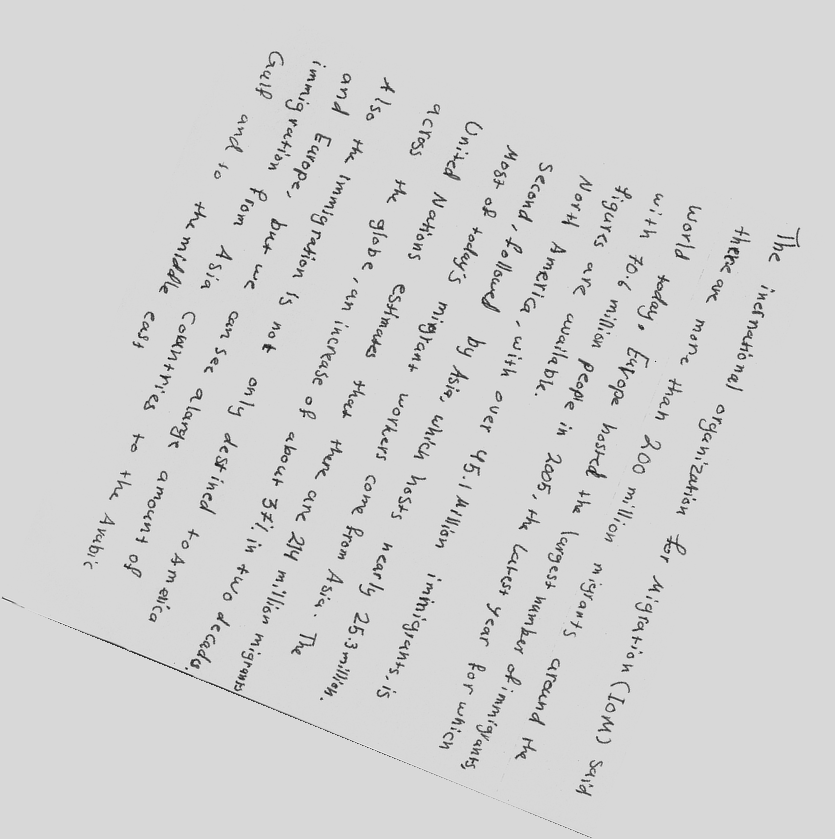 The internactional organization for Migration (IOM) said
there are more than 200 million migrants around the
world today. Europe hosted the largest number of immigrants,
with 70.6 million people in 2005, the latest year for which
figures are available.
North America, with over 45.1 Million immigrants, is
Second, followed by Asia, which hosts nearly 25.3 million.
Most of today's migrant workers come from Asia. The
United Nations estimates that there are 214 million migrants
across the globe, an increase of about 37% in two decads.
Also the immigration is not only destined to America
and Europe, but we can see a large amount of
immigration from Asia countries to the Arabic
Gulf and to the middle east